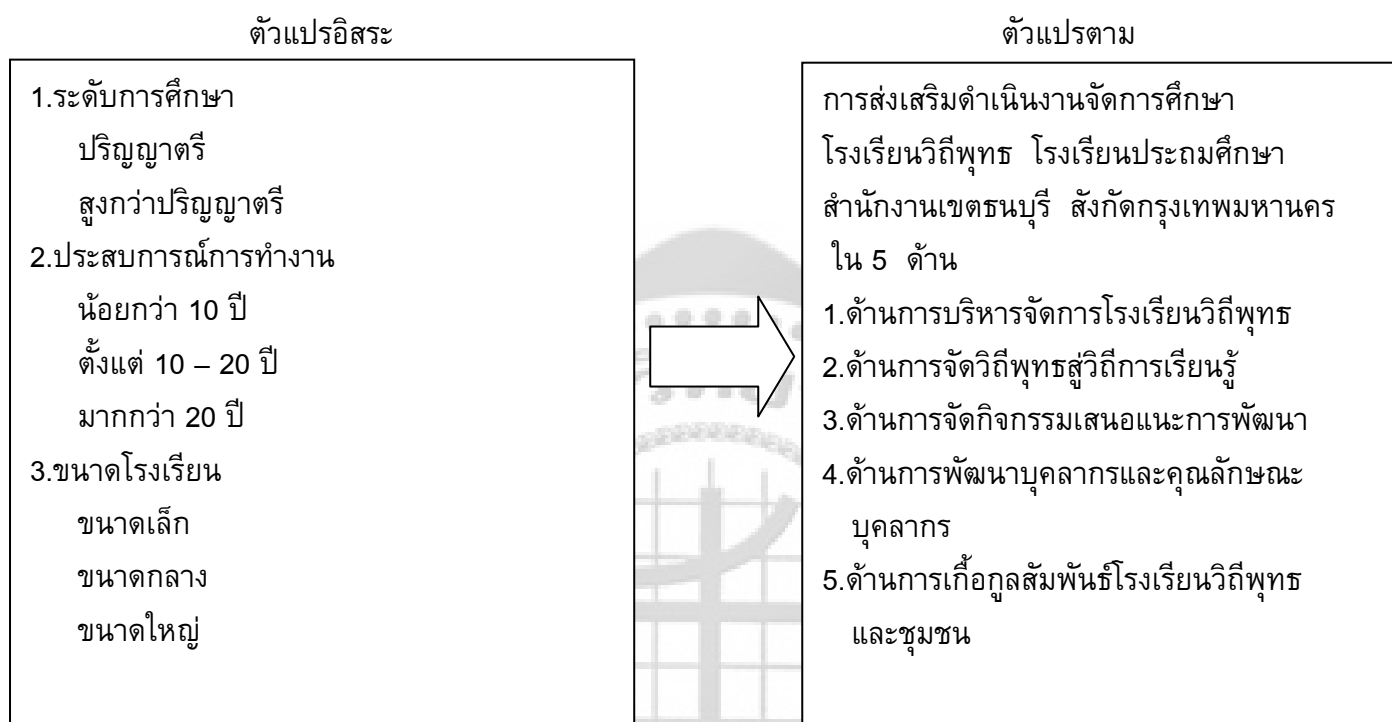 ตัวแปรอิสระ
1.ระดับการศึกษา
ปริญญาตรี
สูงกว่าปริญญาตรี
2.ประสบการณ์การทำงาน
น้อยกว่า 10 ปี
ตั้งแต่ 10 – 20 ปี
มากกว่า 20 ปี
3.ขนาดโรงเรียน
ขนาดเล็ก
ขนาดกลาง
ขนาดใหญ่
ตัวแปรตาม
การส่งเสริมดำเนินงานจัดการศึกษา
โรงเรียนวิถีพุทธ โรงเรียนประถมศึกษา
สำนักงานเขตธนบุรี สังกัดกรุงเทพมหานคร
ใน 5 ด้าน
1.ด้านการบริหารจัดการโรงเรียนวิถีพุทธ
2.ด้านการจัดวิถีพุทธสู่วิถีการเรียนรู้
3.ด้านการจัดกิจกรรมเสนอแนะการพัฒนา
4.ด้านการพัฒนาบุคลากรและคุณลักษณะ
บุคลากร
5.ด้านการเกื้อกูลสัมพันธ์โรงเรียนวิถีพุทธ
และชุมชน